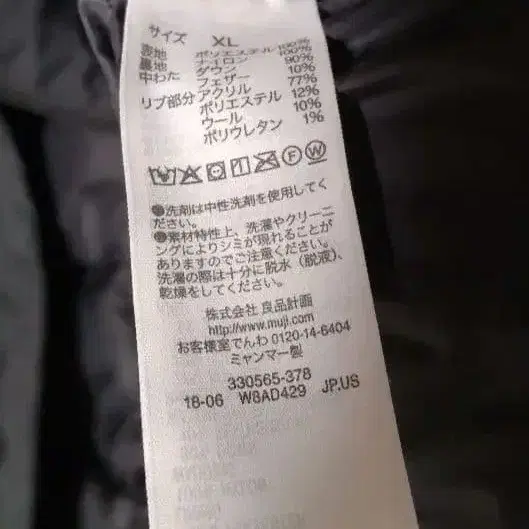 サイズ XL
表地 ポリエステル 100%
裏地 ナイロン 100%
中わた ダウン 90%
フェザー 10%
リブ部分 アクリル 77%
ポリエステル 12%
ウール 10%
ポリウレタン 1%
F W
●洗剤は中性洗剤を使用してく
ださい。
●素材特性上、洗濯やクリーニ
ングによりシミが現れることが
ありますのでご注意ください。
洗濯の際は十分に脱水（脱液）、
乾燥をしてください。
株式会社 良品計画
http://www.muji.com
お客様室でんわ 0120-14-6404
ミャンマー製
330565-378
18-06 W8AD429 JP.US